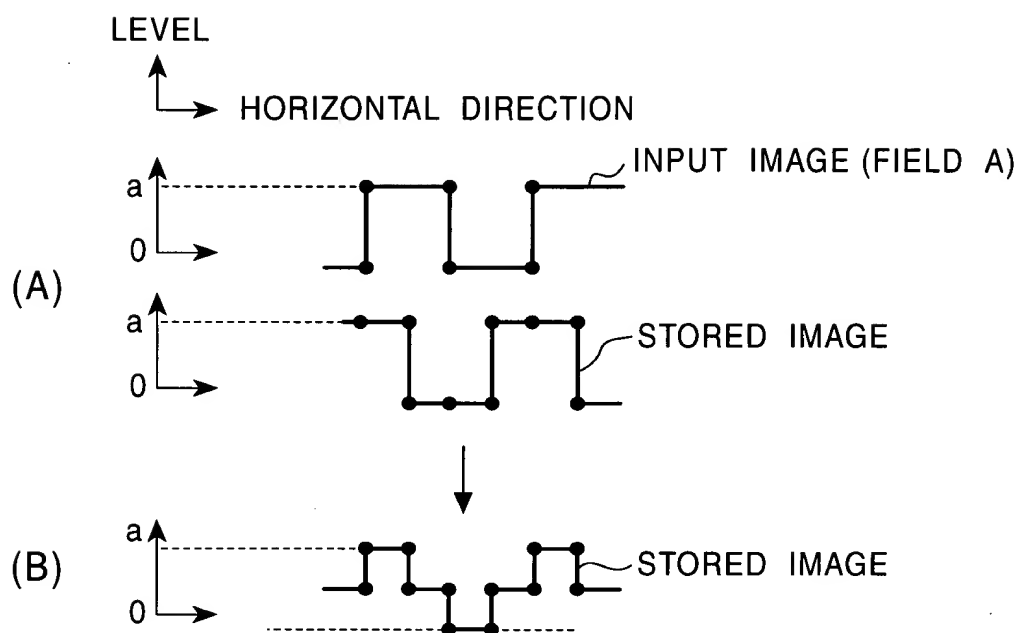 LEVEL
HORIZONTAL DIRECTION
INPUT IMAGE (FIELD A)
a
0
(A)
a
STORED IMAGE
0
a
(B)
STORED IMAGE
0